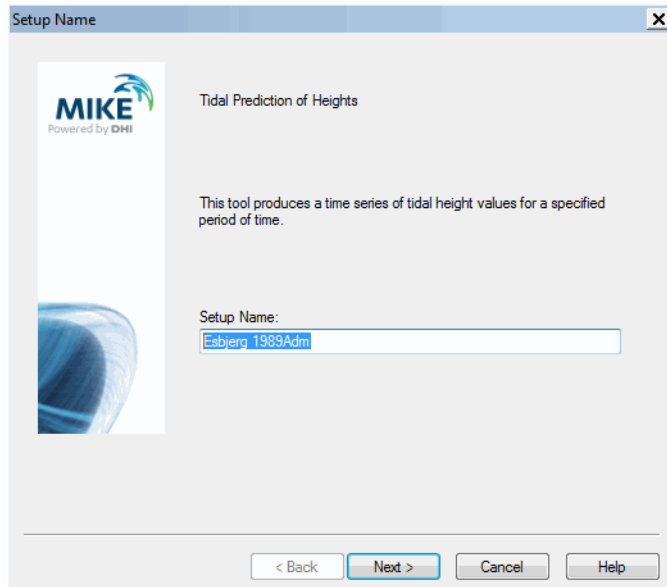 Setup Name
MIKE
Powered by DHI
Tidal Prediction of Heights
This tool produces a time series of tidal height values for a specified
period of time.
Setup Name:
Esbjerg 1989Adm
< Back
Next >
Cancel
Help